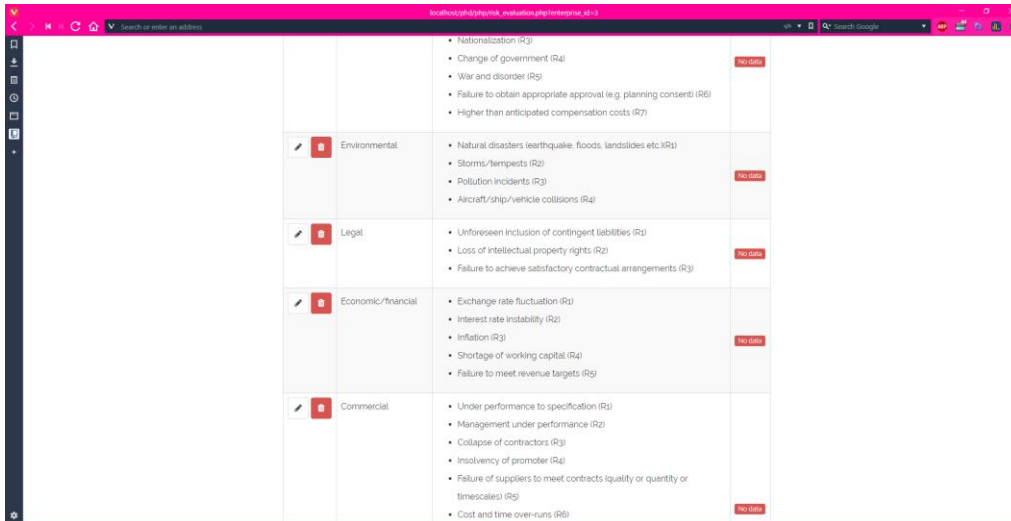 localhost/phd/php/risk_evaluation.php?enterprise_id=3
Search or enter an address
Search Google
• Nationalization (R3)
• Change of government (R4)
• War and disorder (R5)
• Failure to obtain appropriate approval (e.g. planning consent) (R6)
• Higher than anticipated compensation costs (R7)
No data
Environmental
• Natural disasters (earthquake, floods, landslides etc.)(R1)
• Storms/tempests (R2)
• Pollution incidents (R3)
• Aircraft/ship/vehicle collisions (R4)
No data
Legal
• Unforeseen inclusion of contingent liabilities (R1)
• Loss of intellectual property rights (R2)
• Failure to achieve satisfactory contractual arrangements (R3)
No data
Economic/financial
• Exchange rate fluctuation (R1)
• Interest rate instability (R2)
• Inflation (R3)
• Shortage of working capital (R4)
• Failure to meet revenue targets (R5)
No data
Commercial
• Under performance to specification (R1)
• Management under performance (R2)
• Collapse of contractors (R3)
• Insolvency of promoter (R4)
• Failure of suppliers to meet contracts (quality or quantity or
timescales) (R5)
• Cost and time over-runs (R6)
No data